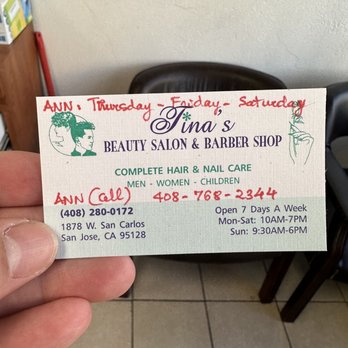 ANN: Thursday - Friday - Saturday
Tina's
BEAUTY SALON & BARBER SHOP
COMPLETE HAIR & NAIL CARE
MEN - WOMEN - CHILDREN
ANN (Call) 408-768-2344
(408) 280-0172
1878 W. San Carlos
San Jose, CA 95128
Open 7 Days A Week
Mon-Sat: 10AM-7PM
Sun: 9:30AM-6PM